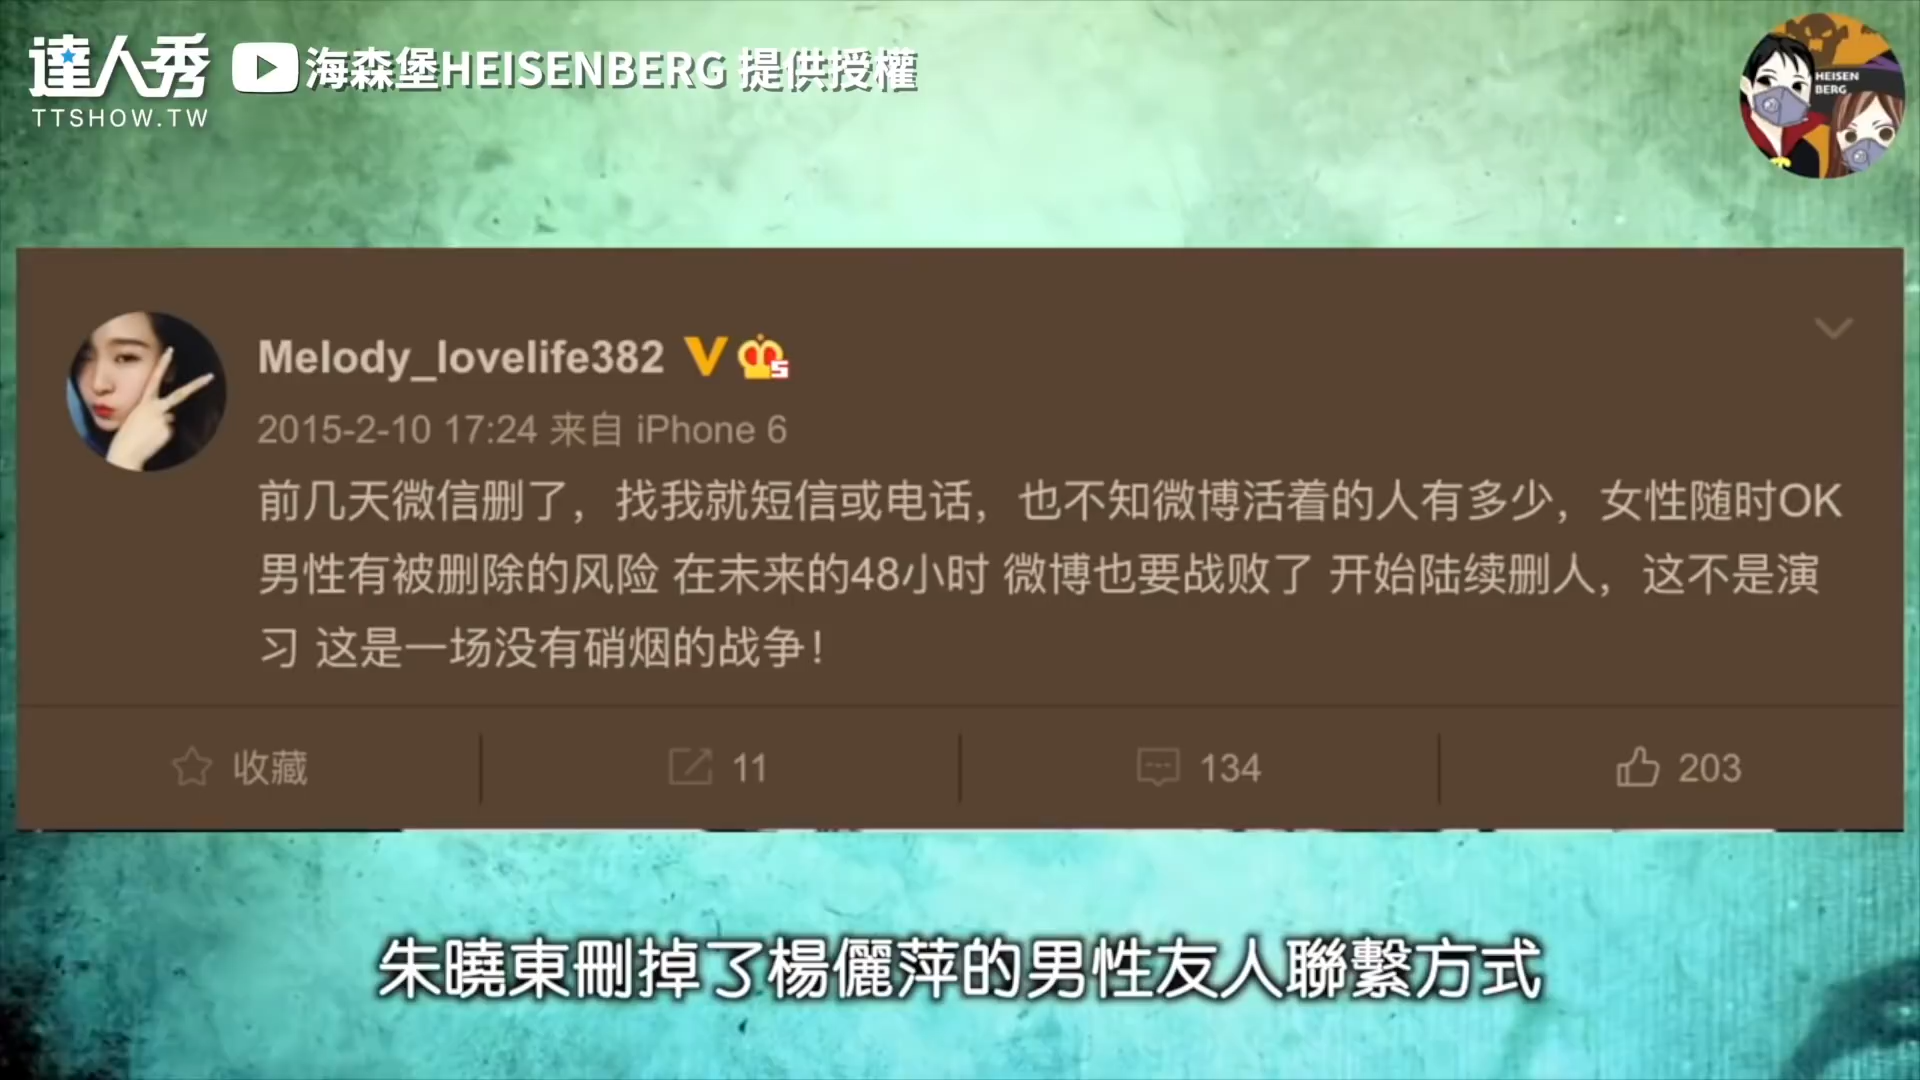 達人秀
TTSHOW.TW
海森堡HEISENBERG 提供授權
HEISEN
BERG
Melody_lovelife382 V
5
2015-2-10 17:24 来自 iPhone 6
前几天微信删了，找我就短信或电话，也不知微博活着的人有多少，女性随时OK
男性有被删除的风险 在未来的48小时 微博也要战败了 开始陆续删人，这不是演
习 这是一场没有硝烟的战争！
收藏
11
134
203
朱曉東刪掉了楊儷萍的男性友人聯繫方式